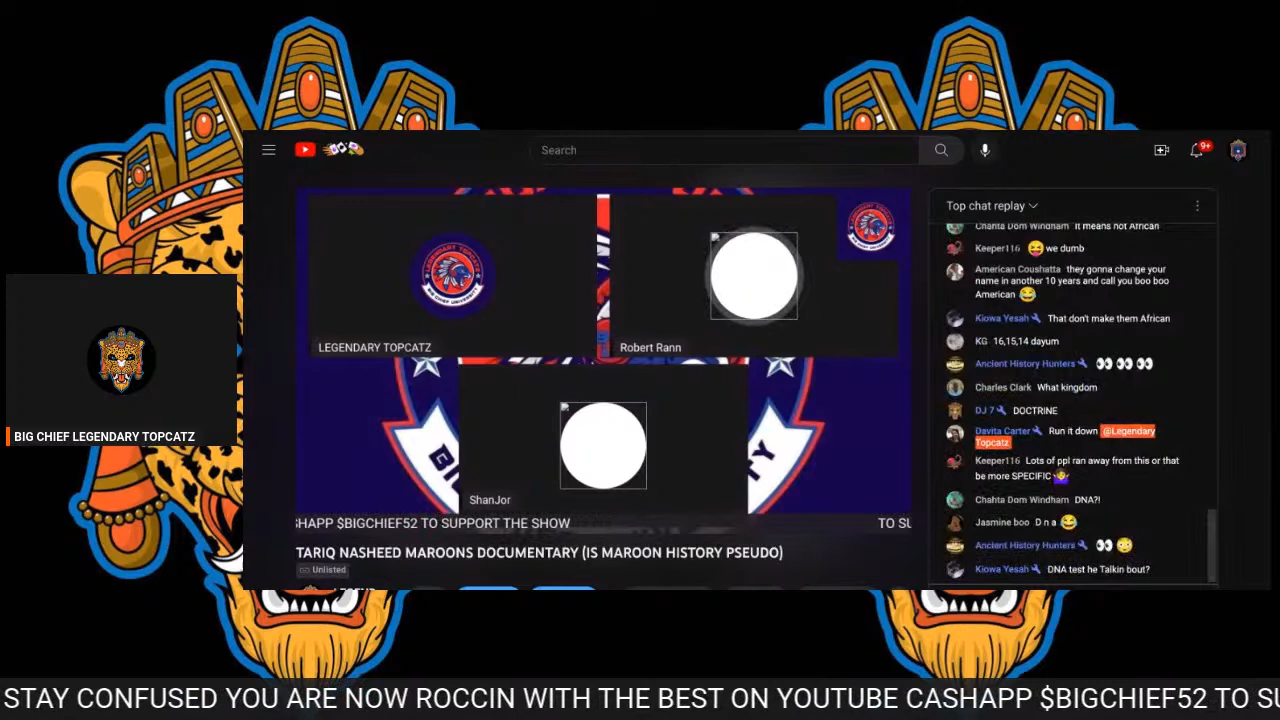 Search
9+
Top chat replay
Chahta Dom Windham It means not African
Keeper116 we dumb
American Coushatta they gonna change your
name in another 10 years and call you boo boo
American
Kiowa Yesah That don't make them African
KG 16,15,14 dayum
Ancient History Hunters
Charles Clark What kingdom
DJ 7 DOCTRINE
Davita Carter Run it down @Legendary
Topcatz
Keeper116 Lots of ppl ran away from this or that
be more SPECIFIC
Chahta Dom Windham DNA?!
Jasmine boo D n a
Ancient History Hunters
Kiowa Yesah DNA test he Talkin bout?
LEGENDARY TOPCATZ
BIG CHIEF UNIVERSITY
LEGENDARY TOPCATZ
Robert Rann
ShanJor
HAPP $BIGCHIEF52 TO SUPPORT THE SHOW
TO SU
TARIQ NASHEED MAROONS DOCUMENTARY (IS MAROON HISTORY PSEUDO)
Unlisted
BIG CHIEF LEGENDARY TOPCATZ
STAY CONFUSED YOU ARE NOW ROCCIN WITH THE BEST ON YOUTUBE CASHAPP $BIGCHIEF52 TO SU